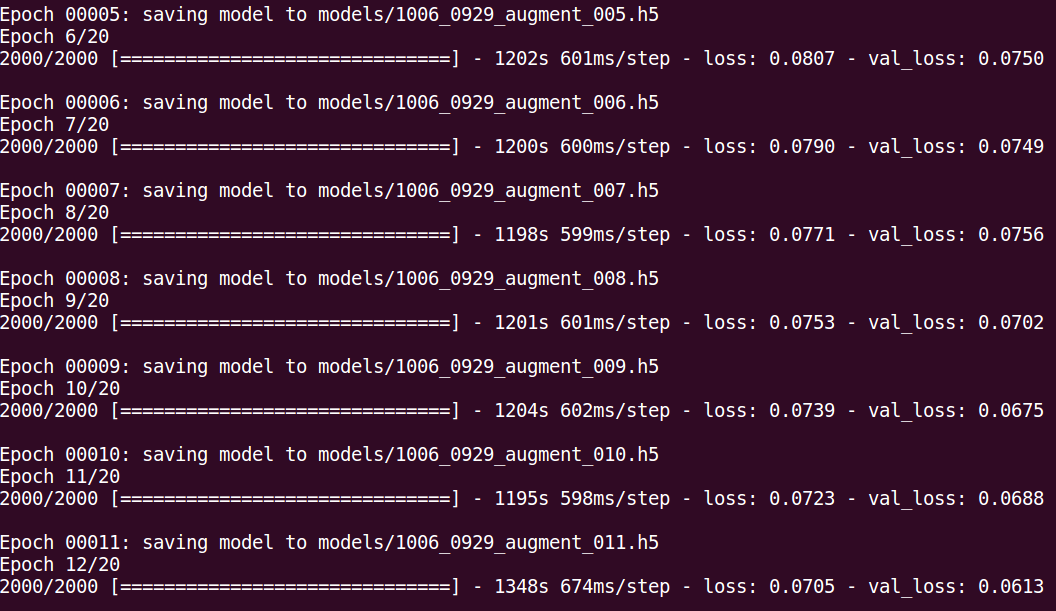 Epoch 00005: saving model to models/1006_0929_augment_005.h5
Epoch 6/20
2000/2000 [==============================] - 1202s 601ms/step - loss: 0.0807 - val_loss: 0.0750
Epoch 00006: saving model to models/1006_0929_augment_006.h5
Epoch 7/20
2000/2000 [==============================] - 1200s 600ms/step - loss: 0.0790 - val_loss: 0.0749
Epoch 00007: saving model to models/1006_0929_augment_007.h5
Epoch 8/20
2000/2000 [==============================] - 1198s 599ms/step - loss: 0.0771 - val_loss: 0.0756
Epoch 00008: saving model to models/1006_0929_augment_008.h5
Epoch 9/20
2000/2000 [==============================] - 1201s 601ms/step - loss: 0.0753 - val_loss: 0.0702
Epoch 00009: saving model to models/1006_0929_augment_009.h5
Epoch 10/20
2000/2000 [==============================] - 1204s 602ms/step - loss: 0.0739 - val_loss: 0.0675
Epoch 00010: saving model to models/1006_0929_augment_010.h5
Epoch 11/20
2000/2000 [==============================] - 1195s 598ms/step - loss: 0.0723 - val_loss: 0.0688
Epoch 00011: saving model to models/1006_0929_augment_011.h5
Epoch 12/20
2000/2000 [==============================] - 1348s 674ms/step - loss: 0.0705 - val_loss: 0.0613